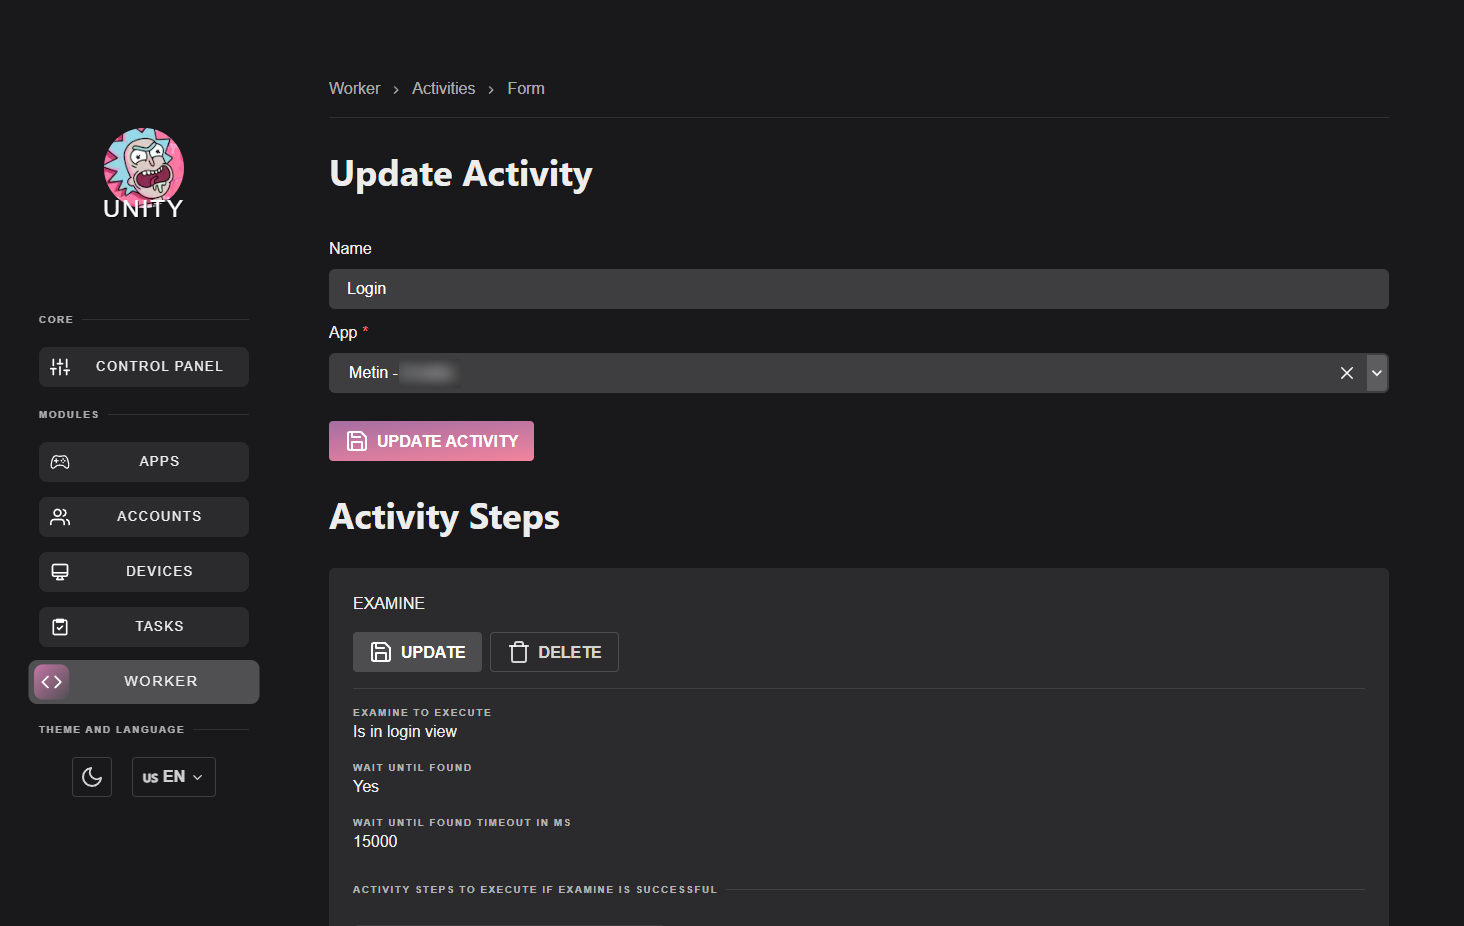 UNITY
CORE
CONTROL PANEL
MODULES
APPS
ACCOUNTS
DEVICES
TASKS
WORKER
THEME AND LANGUAGE
us EN
Worker › Activities › Form
Update Activity
Name
Login
App *
Metin -
UPDATE ACTIVITY
Activity Steps
EXAMINE
UPDATE DELETE
EXAMINE TO EXECUTE
Is in login view
WAIT UNTIL FOUND
Yes
WAIT UNTIL FOUND TIMEOUT IN MS
15000
ACTIVITY STEPS TO EXECUTE IF EXAMINE IS SUCCESSFUL